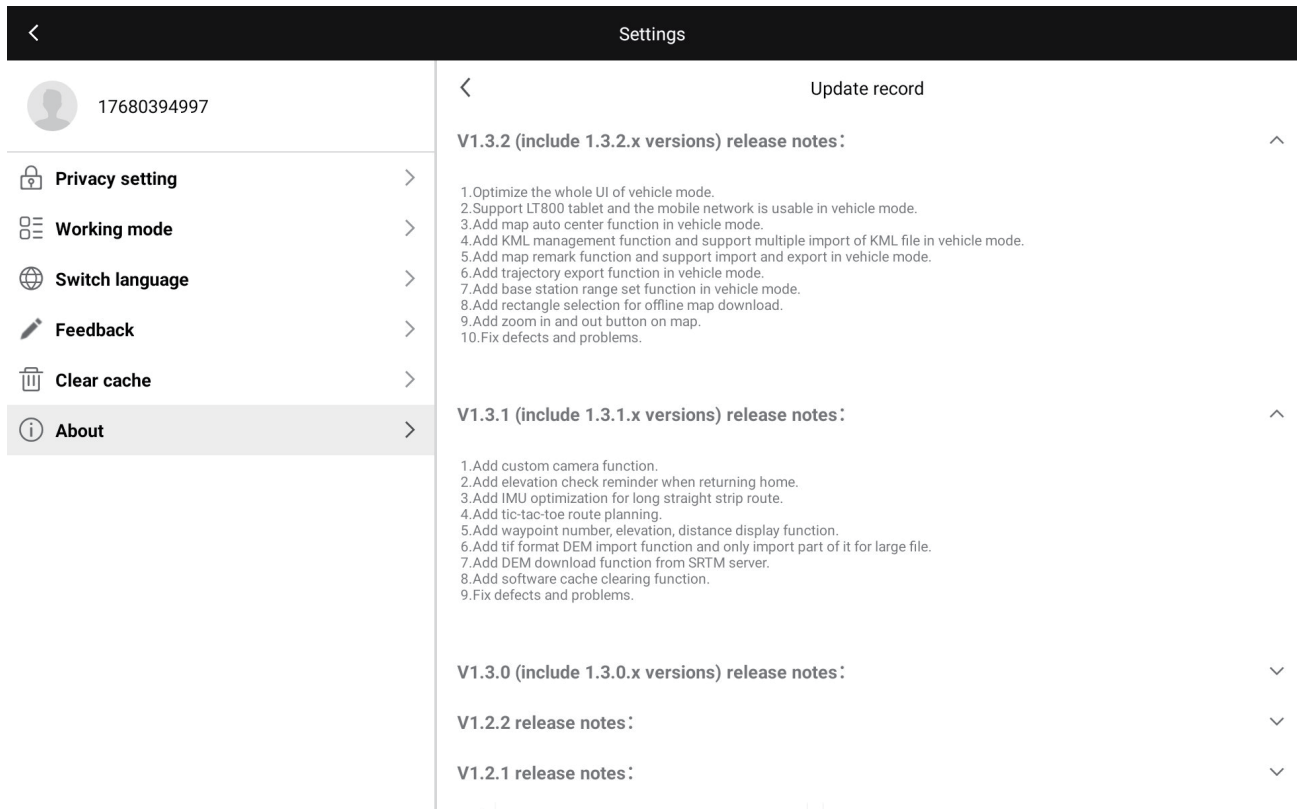 Settings
17680394997
Privacy setting
Working mode
Switch language
Feedback
Clear cache
About
Update record
V1.3.2 (include 1.3.2.x versions) release notes：
1.Optimize the whole UI of vehicle mode.
2.Support LT800 tablet and the mobile network is usable in vehicle mode.
3.Add map auto center function in vehicle mode.
4.Add KML management function and support multiple import of KML file in vehicle mode.
5.Add map remark function and support import and export in vehicle mode.
6.Add trajectory export function in vehicle mode.
7.Add base station range set function in vehicle mode.
8.Add rectangle selection for offline map download.
9.Add zoom in and out button on map.
10.Fix defects and problems.
V1.3.1 (include 1.3.1.x versions) release notes：
1.Add custom camera function.
2.Add elevation check reminder when returning home.
3.Add IMU optimization for long straight strip route.
4.Add tic-tac-toe route planning.
5.Add waypoint number, elevation, distance display function.
6.Add tif format DEM import function and only import part of it for large file.
7.Add DEM download function from SRTM server.
8.Add software cache clearing function.
9.Fix defects and problems.
V1.3.0 (include 1.3.0.x versions) release notes：
V1.2.2 release notes：
V1.2.1 release notes：